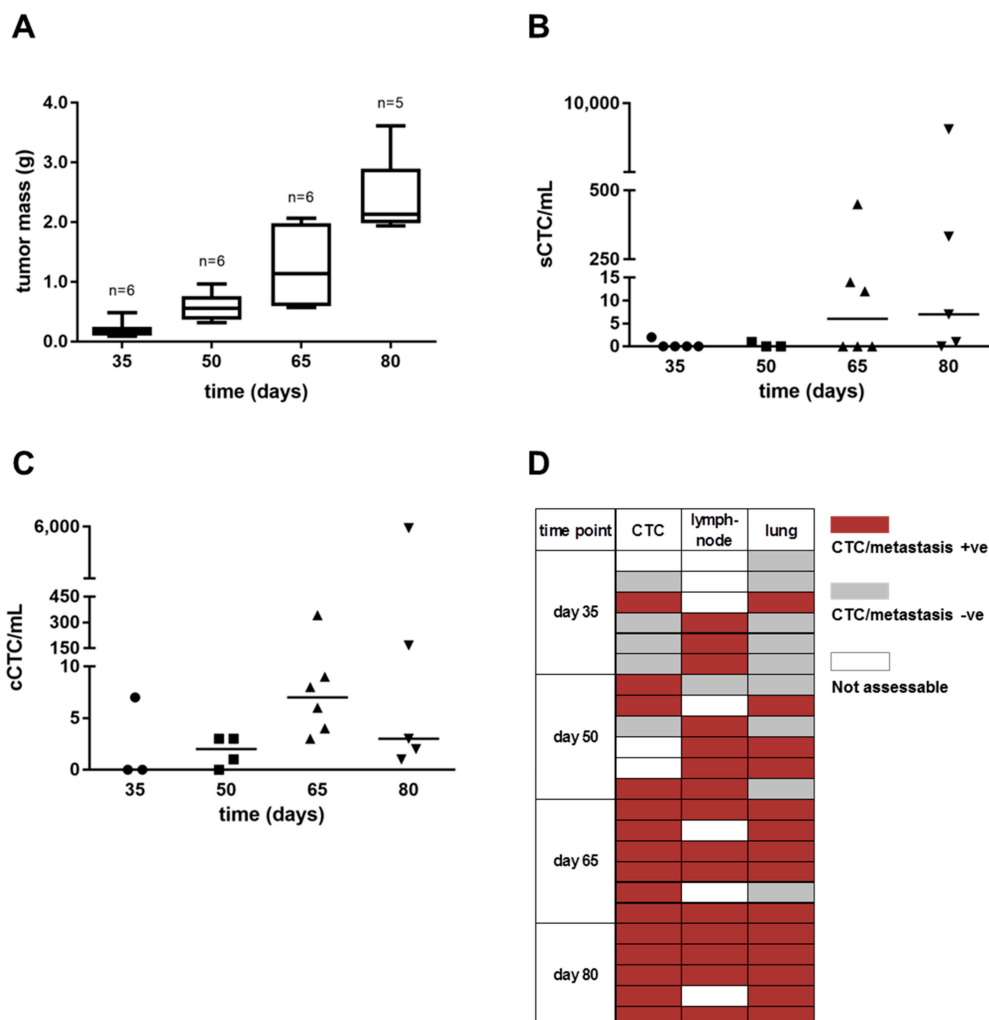 A
4.0
3.0
2.0
1.0
0.0
tumor mass (g)
n=6
n=6
n=6
n=5
35
50
65
80
time (days)
B
10,000
500
250
15
10
5
0
sCTC/mL
35
50
65
80
time (days)
C
6,000
450
300
150
10
5
0
cCTC/mL
35
50
65
80
time (days)
D
time point
CTC
lymph-
node
lung
day 35
day 50
day 65
day 80
CTC/metastasis +ve
CTC/metastasis -ve
Not assessable